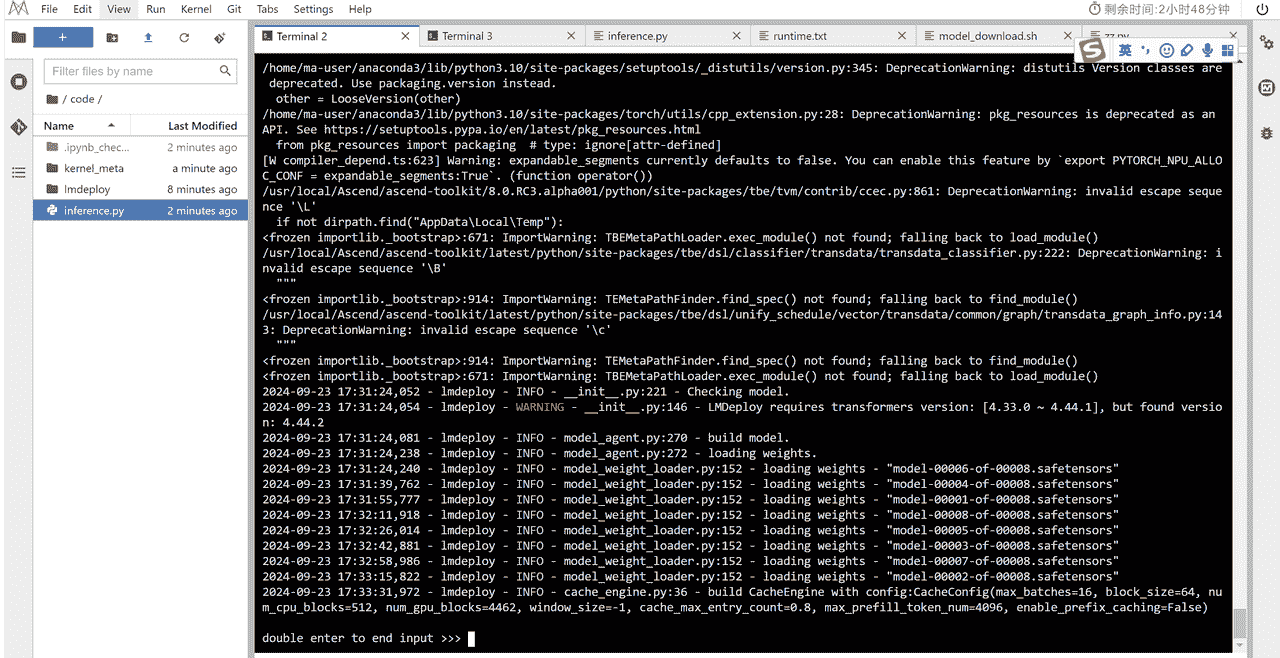 File Edit View Run Kernel Git Tabs Settings Help
剩余时间:2小时48分钟
Terminal 2
Terminal 3
inference.py
runtime.txt
model_download.sh
英
Filter files by name
/ code /
Name Last Modified
.ipynb_chec... 2 minutes ago
kernel_meta a minute ago
lmdeploy 8 minutes ago
inference.py 2 minutes ago
/home/ma-user/anaconda3/lib/python3.10/site-packages/setuptools/_distutils/version.py:345: DeprecationWarning: distutils Version classes are
deprecated. Use packaging.version instead.
other = LooseVersion(other)
/home/ma-user/anaconda3/lib/python3.10/site-packages/torch/utils/cpp_extension.py:28: DeprecationWarning: pkg_resources is deprecated as an
API. See https://setuptools.pypa.io/en/latest/pkg_resources.html
from pkg_resources import packaging  # type: ignore[attr-defined]
[W compiler_depend.ts:623] Warning: expandable_segments currently defaults to false. You can enable this feature by `export PYTORCH_NPU_ALLO
C_CONF = expandable_segments:True`. (function operator())
/usr/local/Ascend/ascend-toolkit/8.0.RC3.alpha001/python/site-packages/tbe/tvm/contrib/ccec.py:861: DeprecationWarning: invalid escape seque
nce '\L'
if not dirpath.find("AppData\Local\Temp"):
<frozen importlib._bootstrap>:671: ImportWarning: TBEMetaPathLoader.exec_module() not found; falling back to load_module()
/usr/local/Ascend/ascend-toolkit/latest/python/site-packages/tbe/dsl/classifier/transdata/transdata_classifier.py:222: DeprecationWarning: i
nvalid escape sequence '\B'
"""
<frozen importlib._bootstrap>:914: ImportWarning: TEMetaPathFinder.find_spec() not found; falling back to find_module()
/usr/local/Ascend/ascend-toolkit/latest/python/site-packages/tbe/dsl/unify_schedule/vector/transdata/common/graph/transdata_graph_info.py:14
3: DeprecationWarning: invalid escape sequence '\c'
"""
<frozen importlib._bootstrap>:914: ImportWarning: TEMetaPathFinder.find_spec() not found; falling back to find_module()
<frozen importlib._bootstrap>:671: ImportWarning: TBEMetaPathLoader.exec_module() not found; falling back to load_module()
2024-09-23 17:31:24,052 - lmdeploy - INFO - __init__.py:221 - Checking model.
2024-09-23 17:31:24,054 - lmdeploy - WARNING - __init__.py:146 - LMDeploy requires transformers version: [4.33.0 ~ 4.44.1], but found versio
n: 4.44.2
2024-09-23 17:31:24,081 - lmdeploy - INFO - model_agent.py:270 - build model.
2024-09-23 17:31:24,238 - lmdeploy - INFO - model_agent.py:272 - loading weights.
2024-09-23 17:31:24,240 - lmdeploy - INFO - model_weight_loader.py:152 - loading weights - "model-00006-of-00008.safetensors"
2024-09-23 17:31:39,762 - lmdeploy - INFO - model_weight_loader.py:152 - loading weights - "model-00004-of-00008.safetensors"
2024-09-23 17:31:55,777 - lmdeploy - INFO - model_weight_loader.py:152 - loading weights - "model-00001-of-00008.safetensors"
2024-09-23 17:32:11,918 - lmdeploy - INFO - model_weight_loader.py:152 - loading weights - "model-00008-of-00008.safetensors"
2024-09-23 17:32:26,014 - lmdeploy - INFO - model_weight_loader.py:152 - loading weights - "model-00005-of-00008.safetensors"
2024-09-23 17:32:42,881 - lmdeploy - INFO - model_weight_loader.py:152 - loading weights - "model-00003-of-00008.safetensors"
2024-09-23 17:32:58,986 - lmdeploy - INFO - model_weight_loader.py:152 - loading weights - "model-00007-of-00008.safetensors"
2024-09-23 17:33:15,822 - lmdeploy - INFO - model_weight_loader.py:152 - loading weights - "model-00002-of-00008.safetensors"
2024-09-23 17:33:31,972 - lmdeploy - INFO - cache_engine.py:36 - build CacheEngine with config:CacheConfig(max_batches=16, block_size=64, nu
m_cpu_blocks=512, num_gpu_blocks=4462, window_size=-1, cache_max_entry_count=0.8, max_prefill_token_num=4096, enable_prefix_caching=False)
double enter to end input >>>